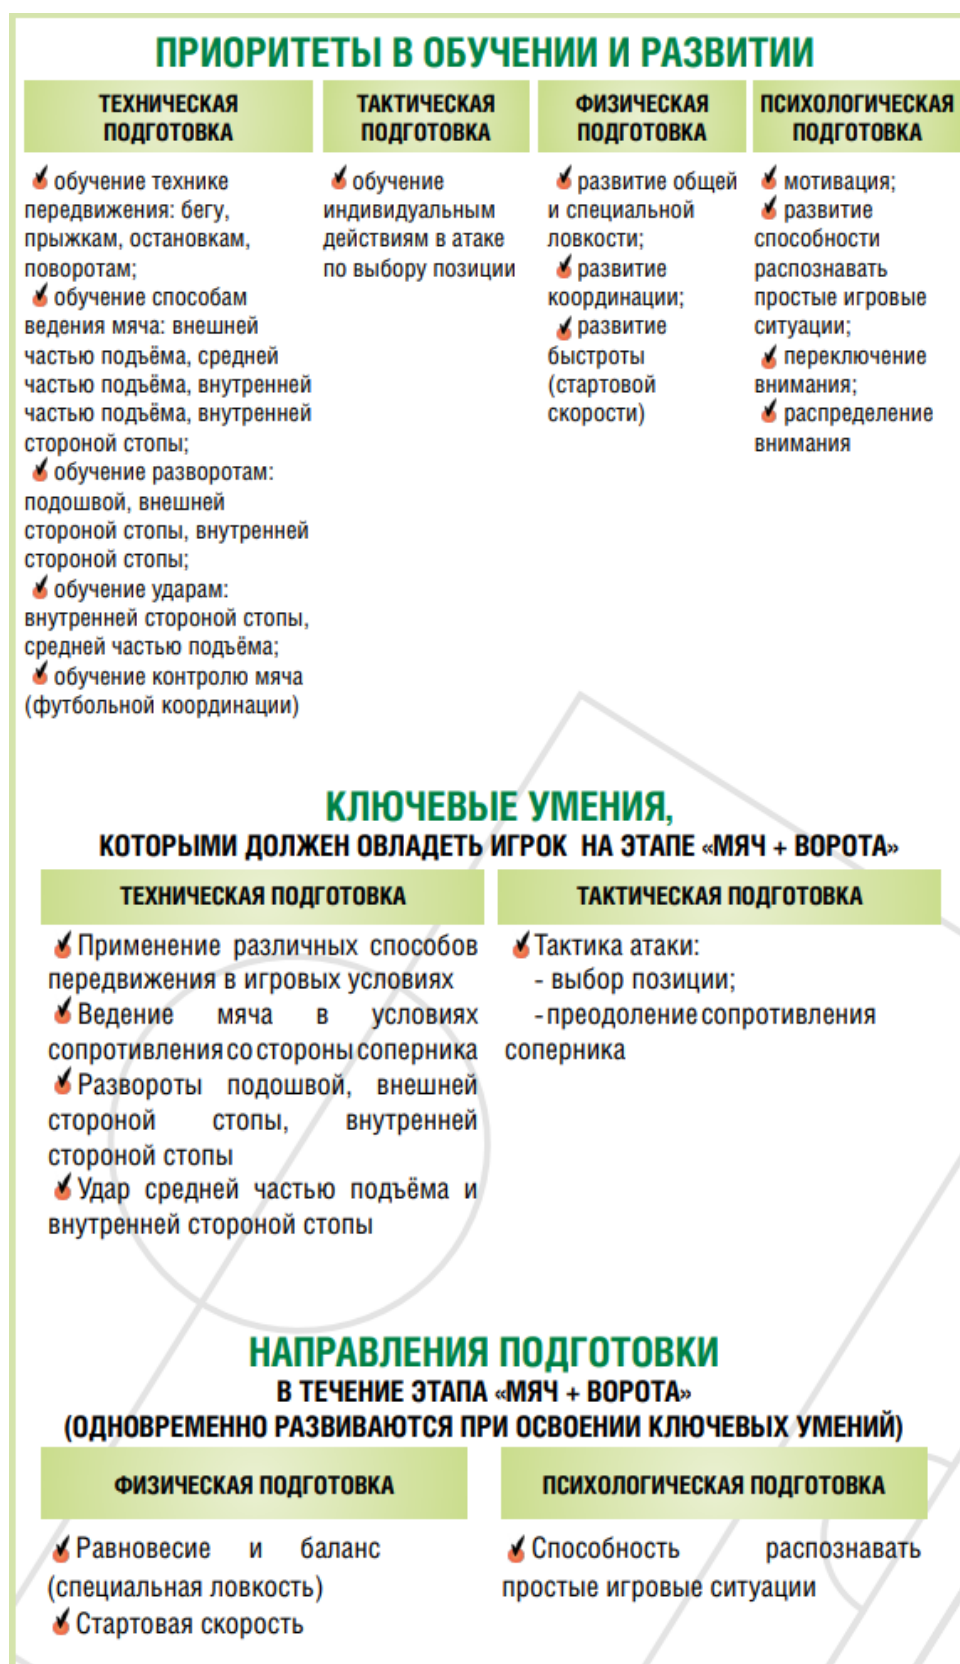 ПРИОРИТЕТЫ В ОБУЧЕНИИ И РАЗВИТИИ
ТЕХНИЧЕСКАЯ
ПОДГОТОВКА
обучение технике
передвижения: бегу,
прыжкам, остановкам,
поворотам;
обучение способам
ведения мяча: внешней
частью подъёма, средней
частью подъёма, внутренней
частью подъёма, внутренней
стороной стопы;
обучение разворотам:
подошвой, внешней
стороной стопы, внутренней
стороной стопы;
обучение ударам:
внутренней стороной стопы,
средней частью подъёма;
обучение контролю мяча
(футбольной координации)
ТАКТИЧЕСКАЯ
ПОДГОТОВКА
обучение
индивидуальным
действиям в атаке
по выбору позиции
ФИЗИЧЕСКАЯ
ПОДГОТОВКА
развитие общей
и специальной
ловкости;
развитие
координации;
развитие
быстроты
(стартовой
скорости)
ПСИХОЛОГИЧЕСКАЯ
ПОДГОТОВКА
мотивация;
развитие
способности
распознавать
простые игровые
ситуации;
переключение
внимания;
распределение
внимания
КЛЮЧЕВЫЕ УМЕНИЯ,
КОТОРЫМИ ДОЛЖЕН ОВЛАДЕТЬ ИГРОК НА ЭТАПЕ «МЯЧ + ВОРОТА»
ТЕХНИЧЕСКАЯ ПОДГОТОВКА
Применение различных способов
передвижения в игровых условиях
Ведение мяча в условиях
сопротивления со стороны соперника
Развороты подошвой, внешней
стороной стопы, внутренней
стороной стопы
Удар средней частью подъёма и
внутренней стороной стопы
ТАКТИЧЕСКАЯ ПОДГОТОВКА
Тактика атаки:
- выбор позиции;
- преодоление сопротивления
соперника
НАПРАВЛЕНИЯ ПОДГОТОВКИ
В ТЕЧЕНИЕ ЭТАПА «МЯЧ + ВОРОТА»
(ОДНОВРЕМЕННО РАЗВИВАЮТСЯ ПРИ ОСВОЕНИИ КЛЮЧЕВЫХ УМЕНИЙ)
ФИЗИЧЕСКАЯ ПОДГОТОВКА
Равновесие и баланс
(специальная ловкость)
Стартовая скорость
ПСИХОЛОГИЧЕСКАЯ ПОДГОТОВКА
Способность распознавать
простые игровые ситуации